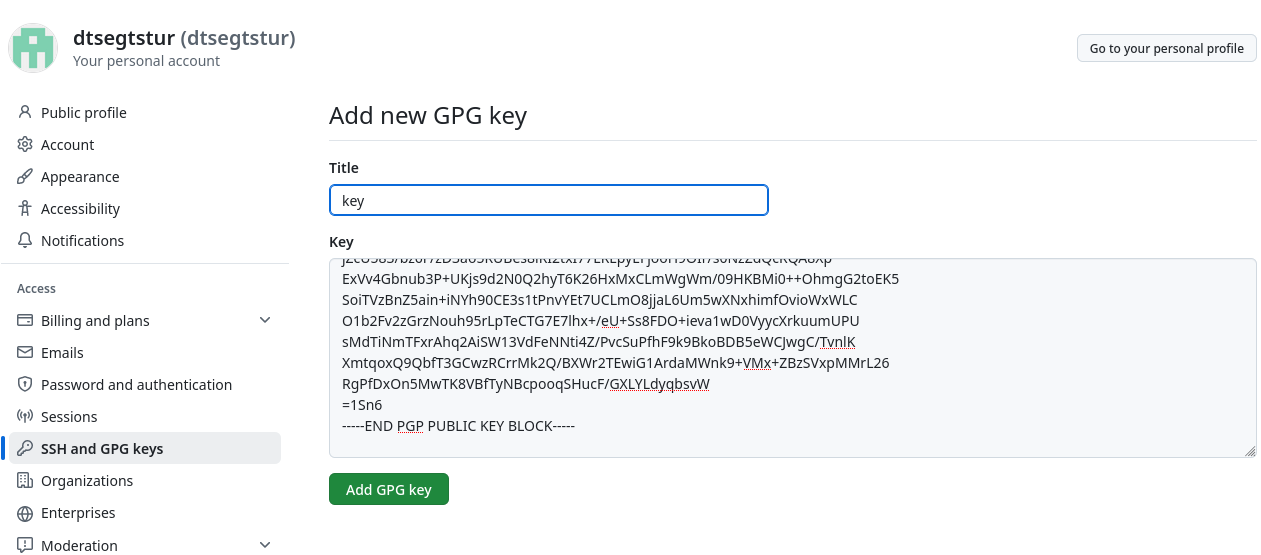 dtsegtstur (dtsegtstur)
Your personal account
Go to your personal profile
Public profile
Account
Appearance
Accessibility
Notifications
Access
Billing and plans
Emails
Password and authentication
Sessions
SSH and GPG keys
Organizations
Enterprises
Moderation
Add new GPG key
Title
key
Key
ExVv4Gbnub3P+UKjs9d2N0Q2hyT6K26HxMxCLmWgWm/09HKBMi0++OhmgG2toEK5
SoiTVzBnZ5ain+iNYh90CE3s1tPnvYEt7UCLmO8jjaL6Um5wXNxhimfOvioWxWLC
O1b2Fv2zGrzNouh95rLpTeCTG7E7lhx+/eU+Ss8FDO+ieva1wD0VyycXrkuumUPU
sMdTiNmTFxrAhq2AiSW13VdFeNNti4Z/PvcSuPfhF9k9BkoBDB5eWCJwgC/TvnlK
XmtqoxQ9QbfT3GCwzRCrrMk2Q/BXWr2TEwiG1ArdaMWnk9+VMx+ZBzSVxpMMrL26
RgPfDxOn5MwTK8VBfTyNBcpooqSHucF/GXLYLdyqbsvW
=1Sn6
-----END PGP PUBLIC KEY BLOCK-----
Add GPG key